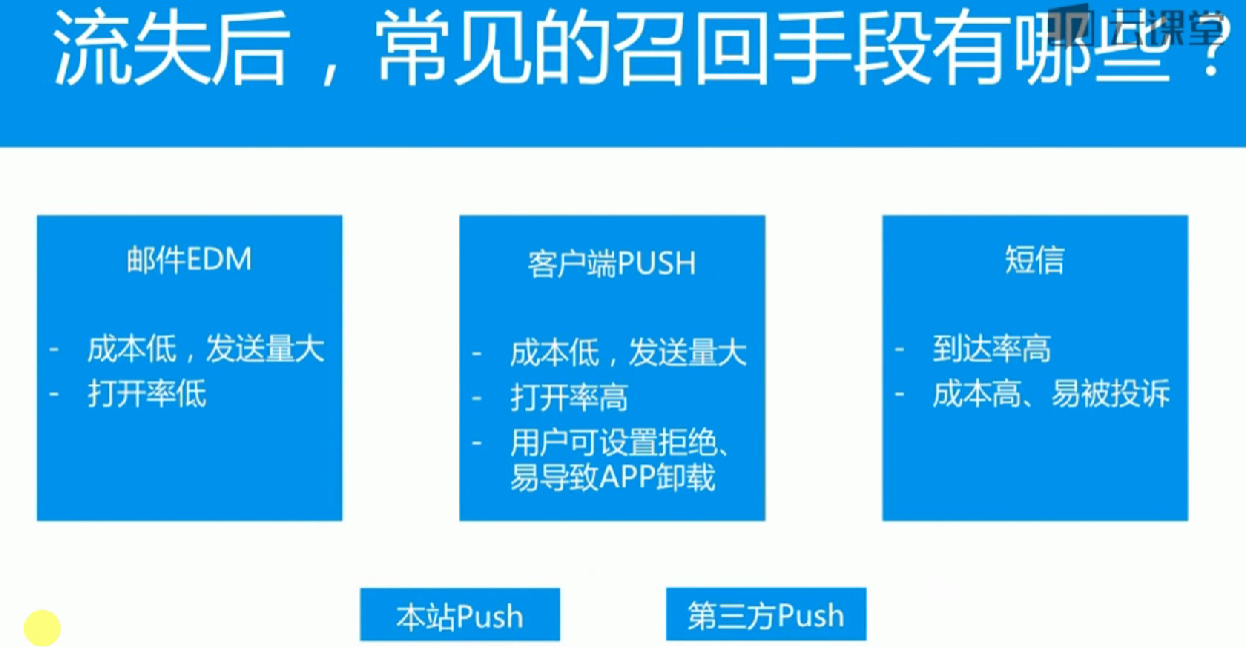 流失后，常见的召回手段有哪些？
云课堂
邮件EDM
- 成本低，发送量大
- 打开率低
客户端PUSH
- 成本低，发送量大
- 打开率高
- 用户可设置拒绝、
易导致APP卸载
短信
- 到达率高
- 成本高、易被投诉
本站Push
第三方Push